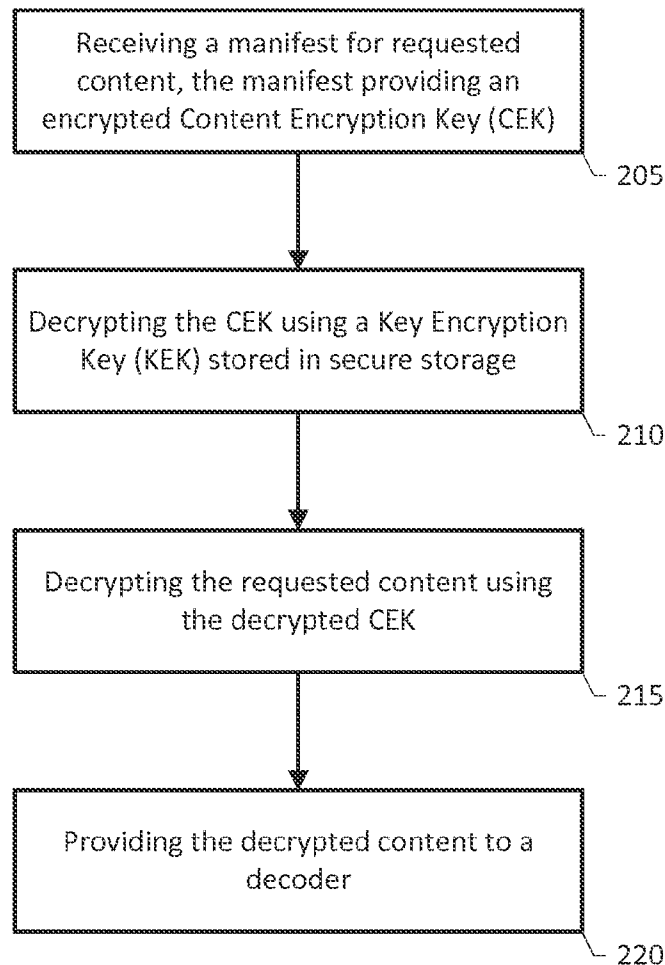 Receiving a manifest for requested
content, the manifest providing an
encrypted Content Encryption Key (CEK)
205
Decrypting the CEK using a Key Encryption
Key (KEK) stored in secure storage
210
Decrypting the requested content using
the decrypted CEK
215
Providing the decrypted content to a
decoder
220